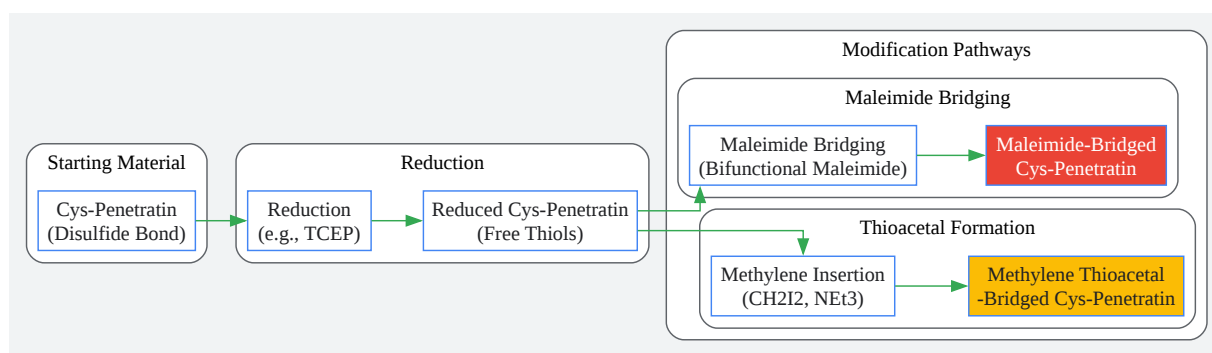 Modification Pathways
Maleimide Bridging
Maleimide Bridging
(Bifunctional Maleimide)
Maleimide-Bridged
Cys-Penetratin
Starting Material
Cys-Penetratin
(Disulfide Bond)
Reduction
Reduction
(e.g., TCEP)
Reduced Cys-Penetratin
(Free Thiols)
Thioacetal Formation
Methylene Insertion
(CH2I2, NEt3)
Methylene Thioacetal
-Bridged Cys-Penetratin